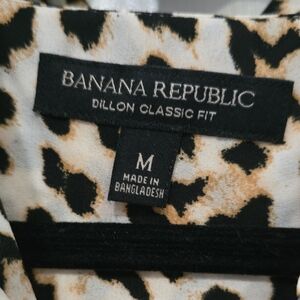 BANANA REPUBLIC
DILLON CLASSIC FIT
M
MADE IN
BANGLADESH